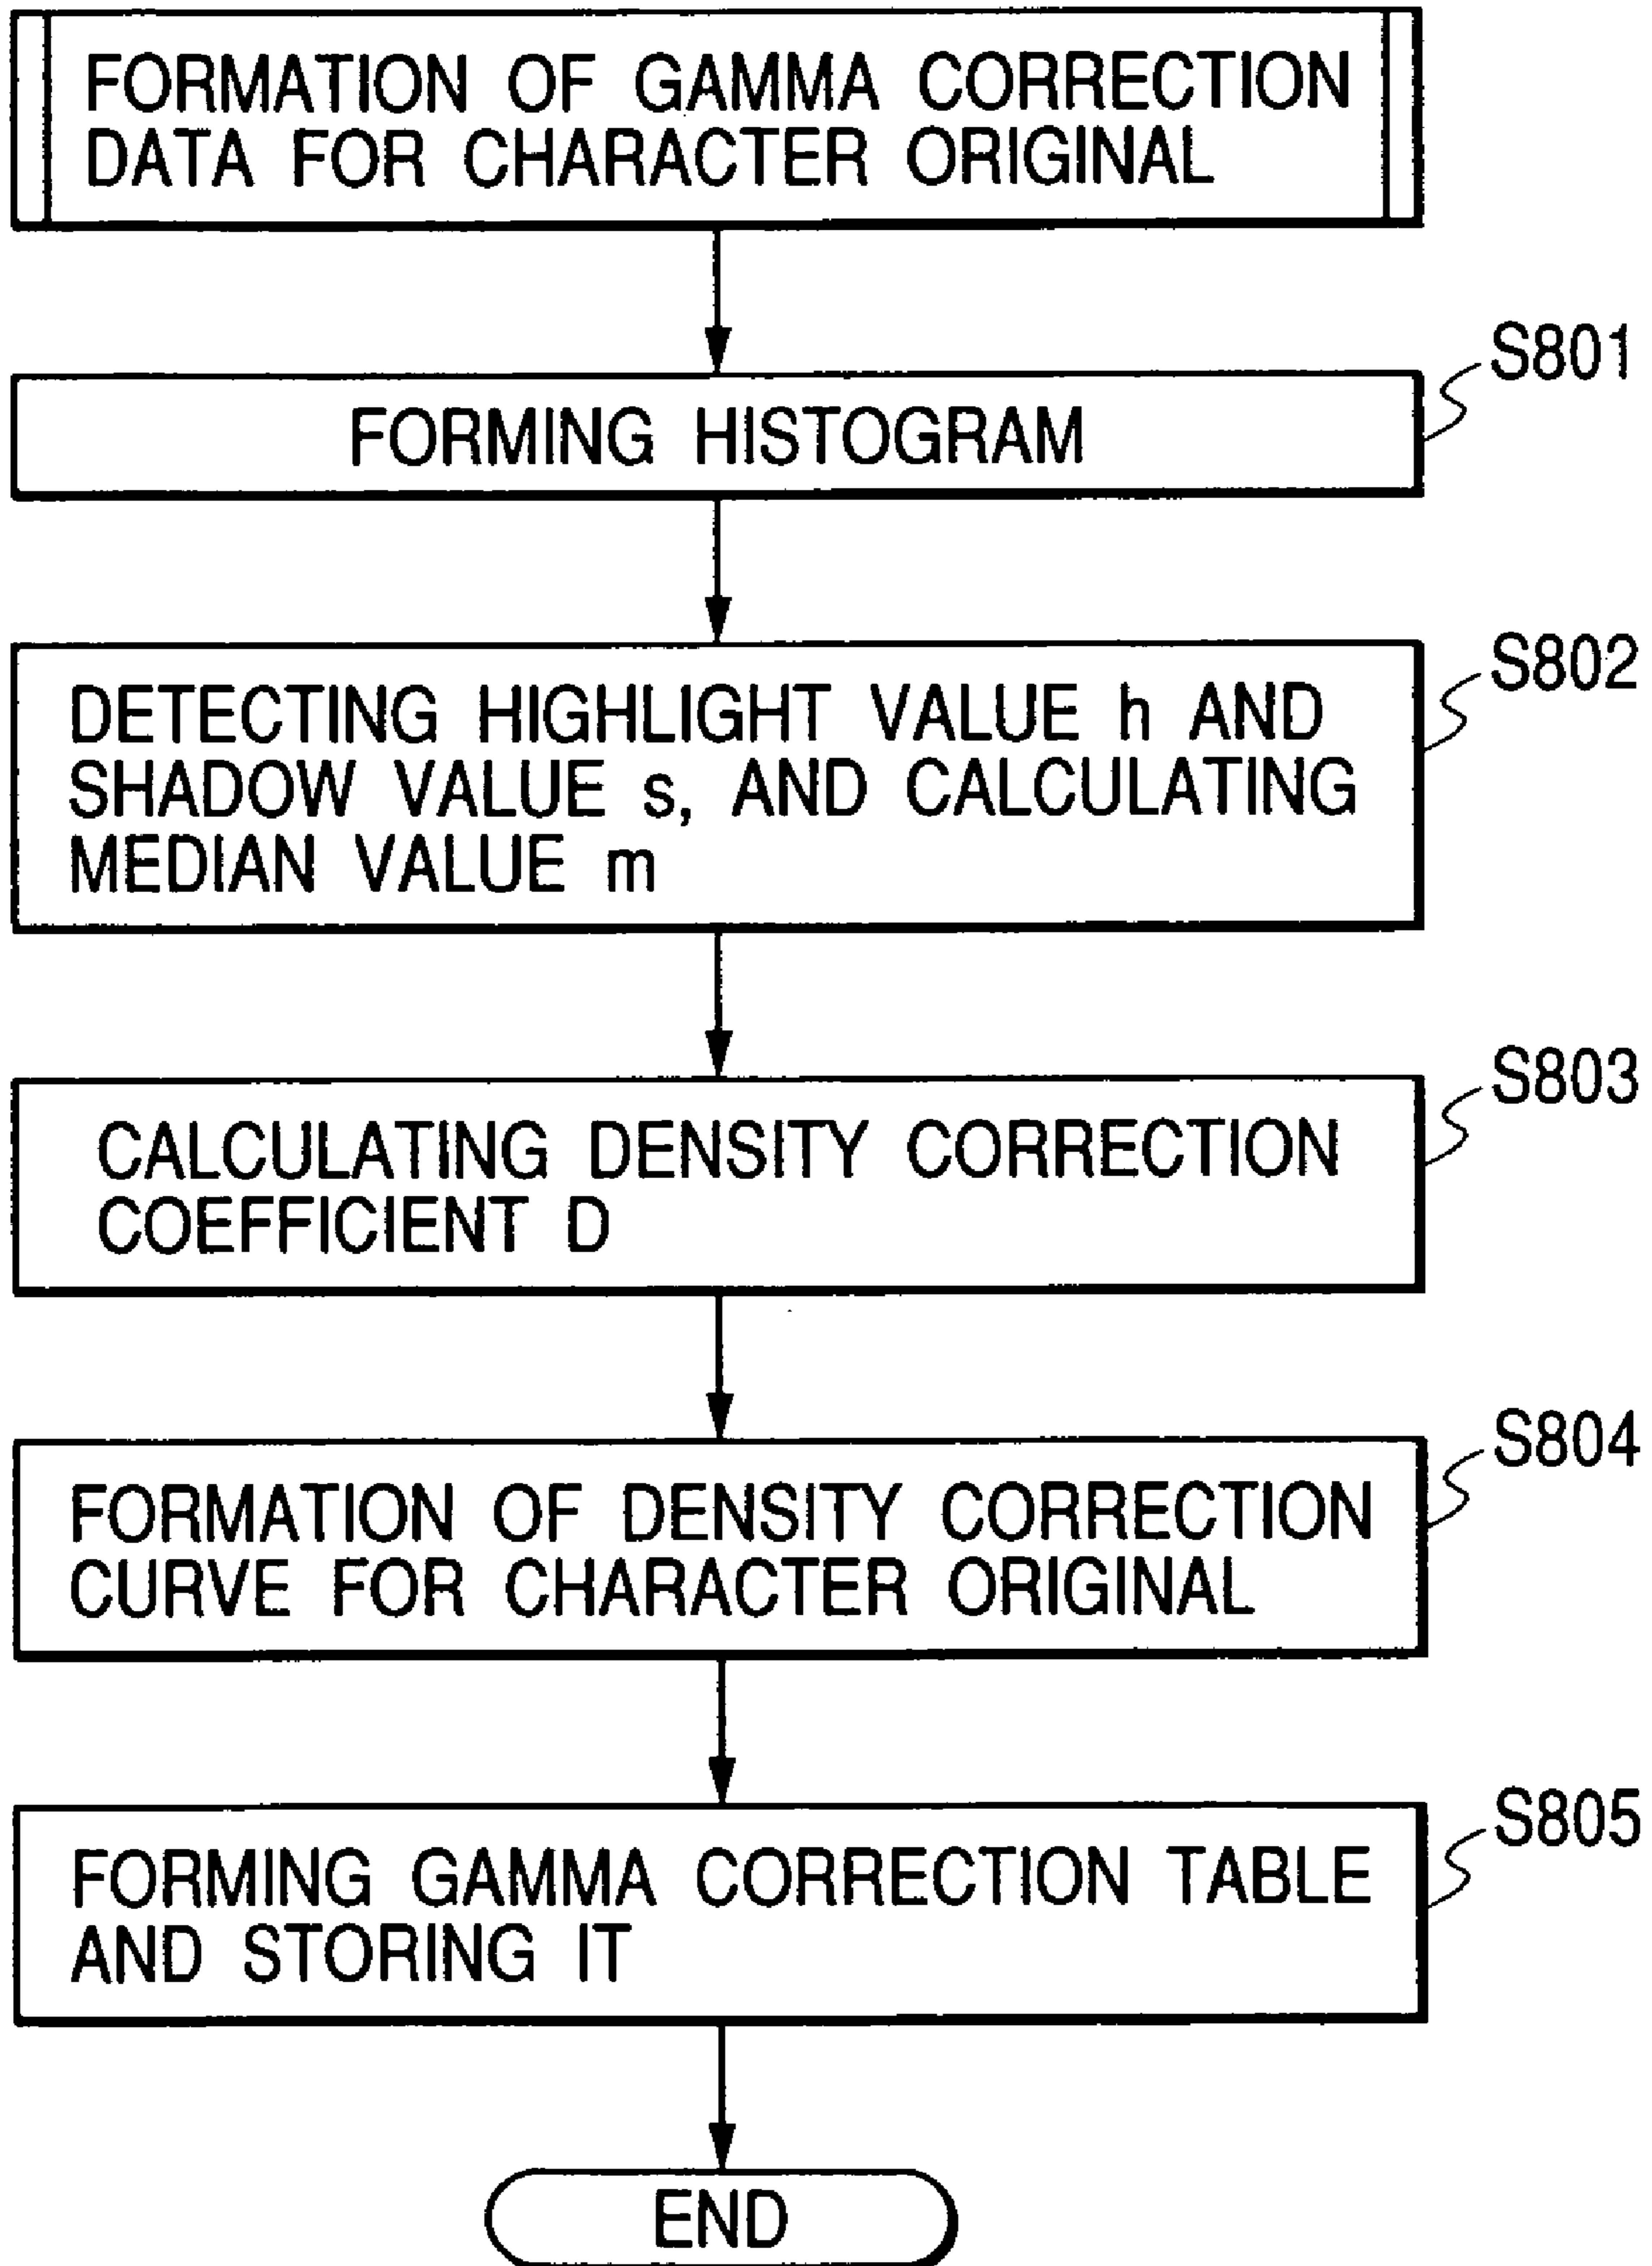 FORMATION OF GAMMA CORRECTION
DATA FOR CHARACTER ORIGINAL
S801
FORMING HISTOGRAM
S802
DETECTING HIGHLIGHT VALUE h AND
SHADOW VALUE s, AND CALCULATING
MEDIAN VALUE m
S803
CALCULATING DENSITY CORRECTION
COEFFICIENT D
S804
FORMATION OF DENSITY CORRECTION
CURVE FOR CHARACTER ORIGINAL
S805
FORMING GAMMA CORRECTION TABLE
AND STORING IT
END